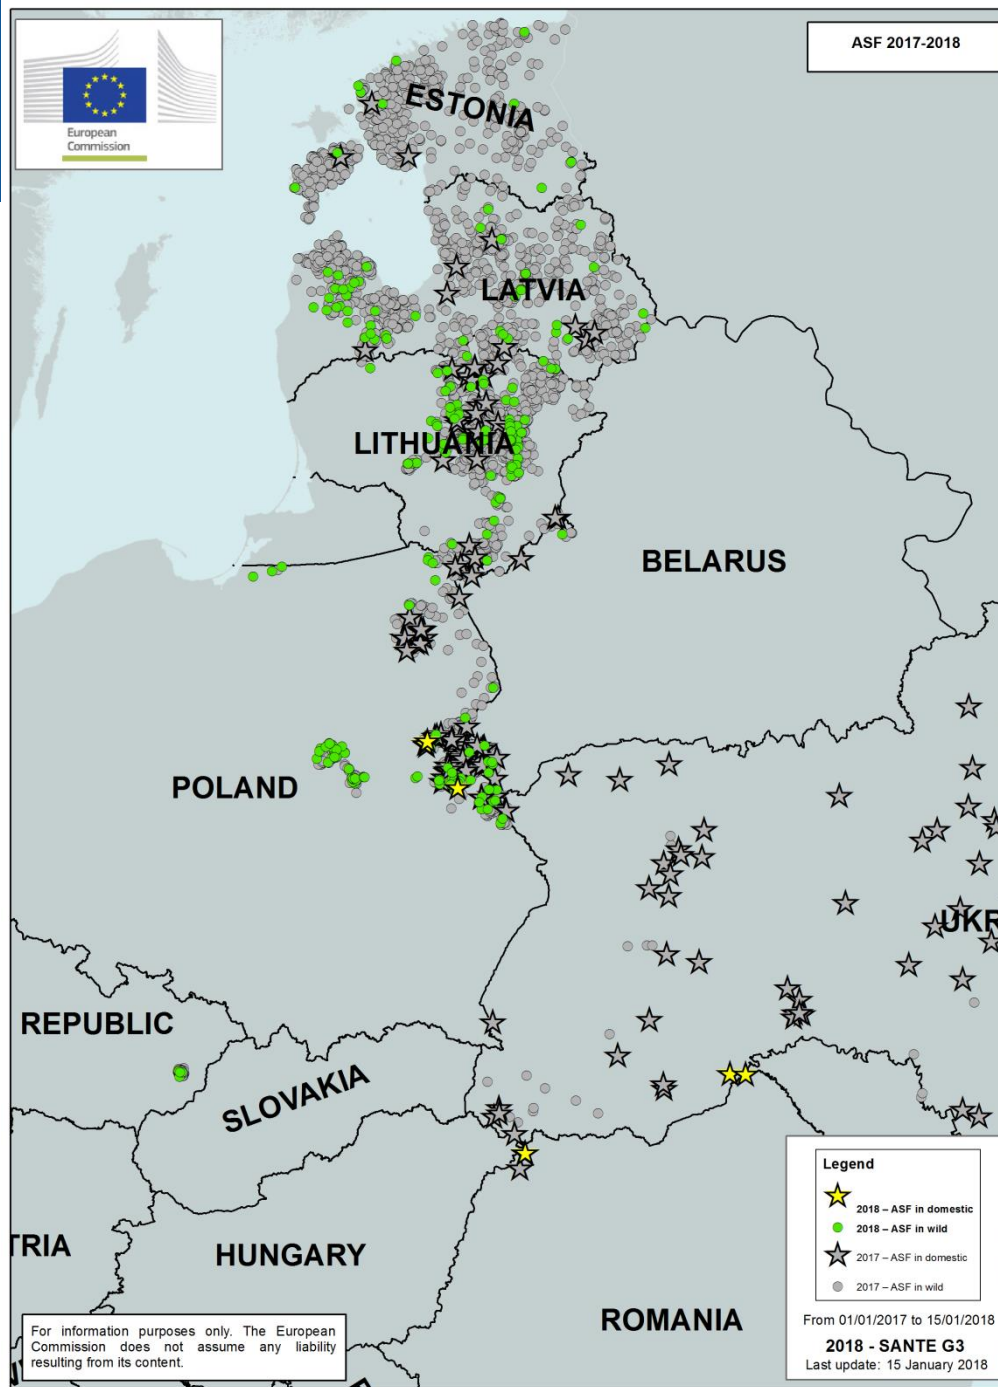 European
Commission
ASF 2017-2018
ESTONIA
LATVIA
LITHUANIA
BELARUS
POLAND
UKR
REPUBLIC
SLOVAKIA
TRIA
HUNGARY
ROMANIA
Legend
2018 – ASF in domestic
2018 – ASF in wild
2017 – ASF in domestic
2017 – ASF in wild
From 01/01/2017 to 15/01/2018
2018 - SANTE G3
Last update: 15 January 2018
For information purposes only. The European
Commission does not assume any liability
resulting from its content.